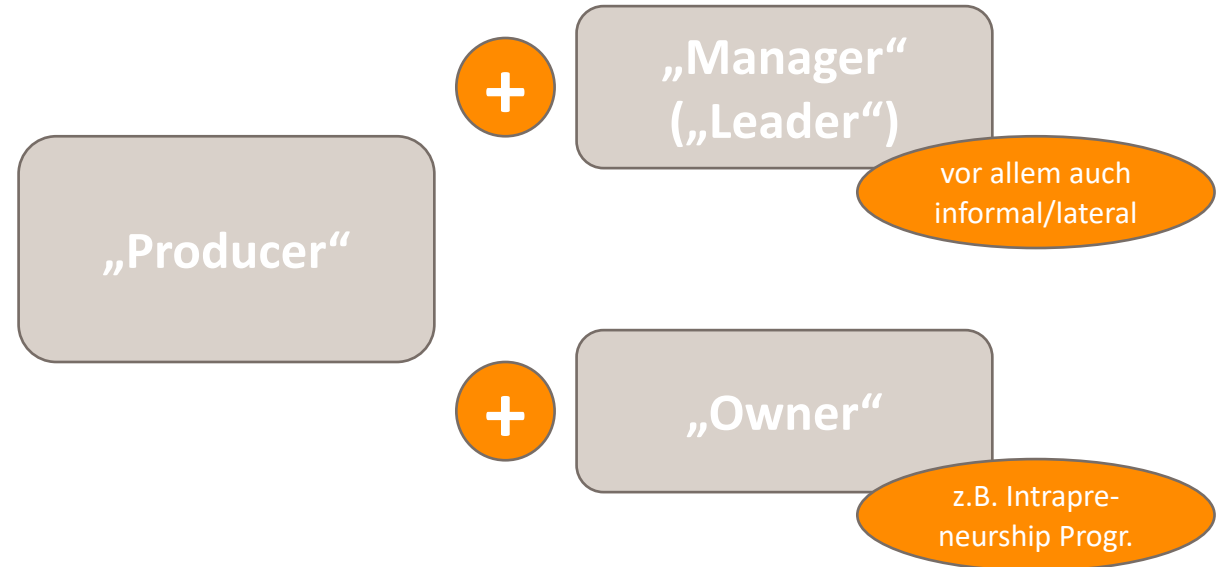 +
„Manager“
(„Leader“)
vor allem auch
informal/lateral
„Producer“
+
„Owner“
z.B. Intrapre-
neurship Progr.